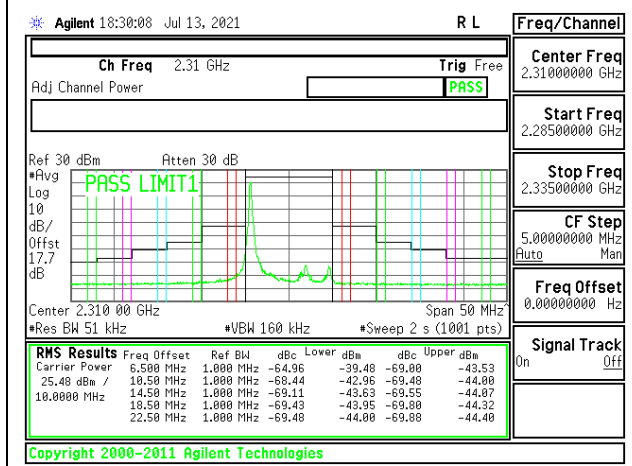 Agilent 18:30:08 Jul 13, 2021 R L
Freq/Channel
Ch Freq 2.31 GHz Trig Free
Adj Channel Power PASS
Center Freq
2.31000000 GHz
Start Freq
2.28500000 GHz
Stop Freq
2.33500000 GHz
CF Step
5.00000000 MHz
Auto Man
Freq Offset
0.00000000 Hz
Signal Track
On Off
Ref 30 dBm Atten 30 dB
#Avg
Log
10
dB/
Offst
17.7
dB
PASS LIMIT1
Center 2.310 00 GHz Span 50 MHz
#Res BW 51 kHz #VBW 160 kHz #Sweep 2 s (1001 pts)
RMS Results Freq Offset Ref BW dBc Lower dBm dBc Upper dBm
Carrier Power 6.500 MHz 1.000 MHz -64.96 -39.48 -69.00 -43.53
25.48 dBm / 10.50 MHz 1.000 MHz -68.44 -42.96 -69.48 -44.00
10.0000 MHz 14.50 MHz 1.000 MHz -69.11 -43.63 -69.55 -44.07
18.50 MHz 1.000 MHz -69.43 -43.95 -69.80 -44.32
22.50 MHz 1.000 MHz -69.48 -44.00 -69.88 -44.40
Copyright 2000-2011 Agilent Technologies